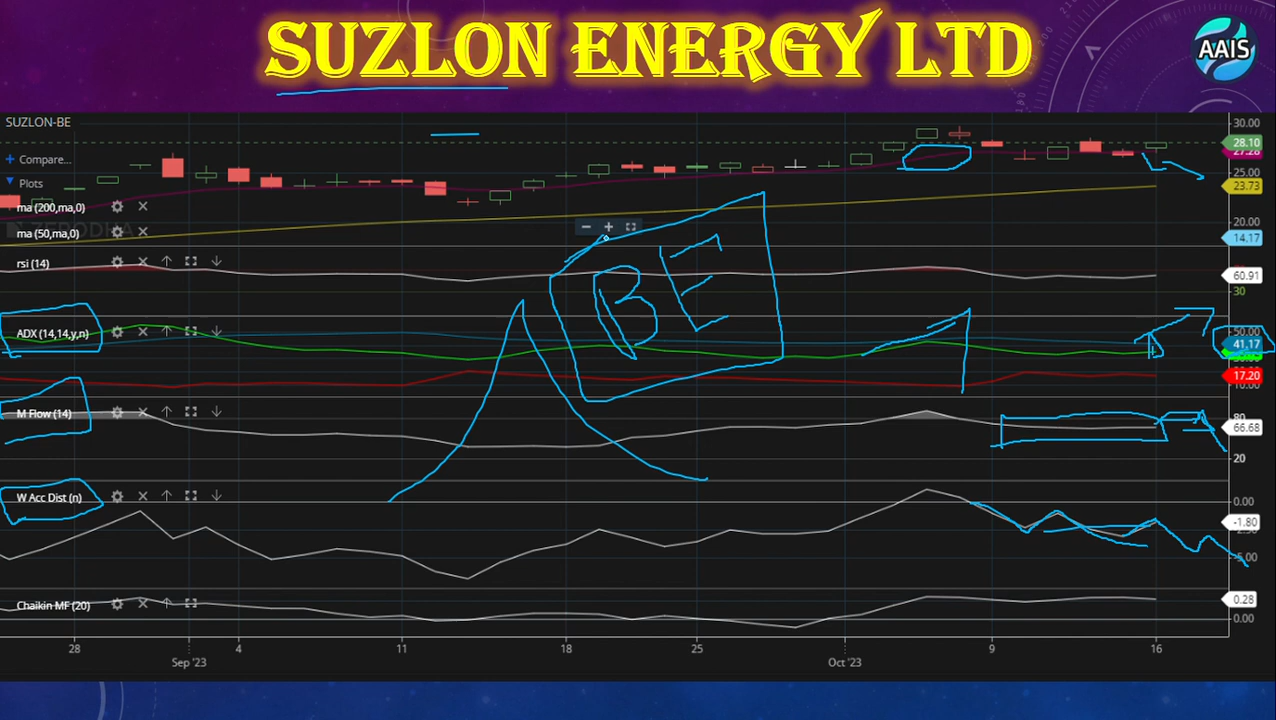 SUZLON ENERGY LTD
AAIS
SUZLON-BE
Compare...
Plots
ma (200,ma,0)
ZERODHA
ma (50,ma,0)
rsi (14)
ADX (14,14,y,n)
M Flow (14)
W Acc Dist (n)
Chaikin MF (20)
BE
30.00
28.10
27.28
25.00
23.73
20.00
14.17
60.91
30
50.00
41.17
17.20
10.00
80
66.68
20
0.00
-1.80
-5.00
0.28
0.00
28 Sep '23 4 11 18 25 Oct '23 9 16